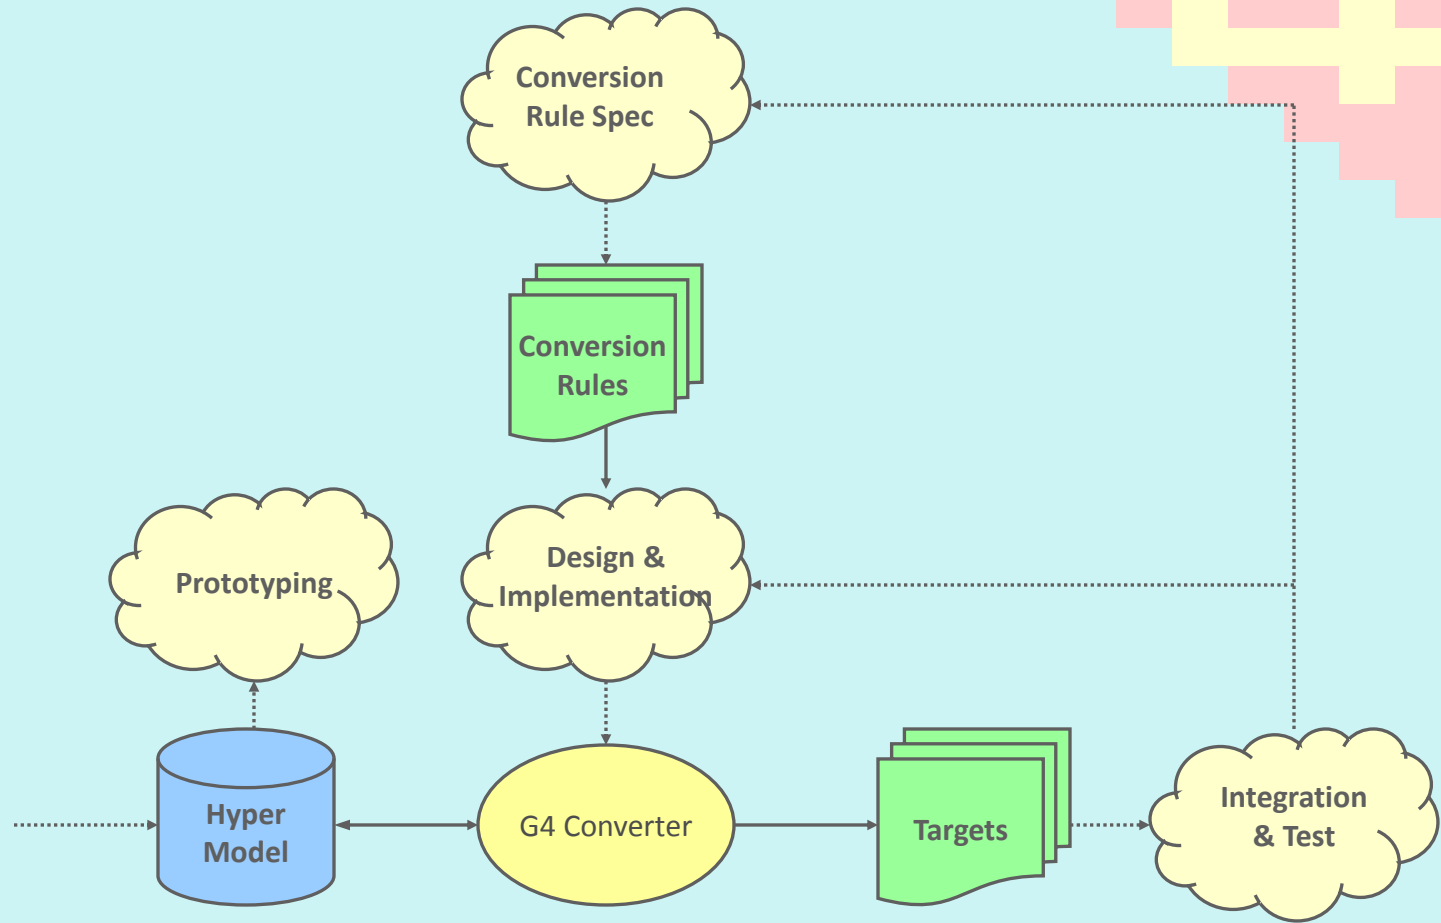 Conversion
Rule Spec
Conversion
Rules
Prototyping
Design &
Implementation
Hyper
Model
G4 Converter
Targets
Integration
& Test